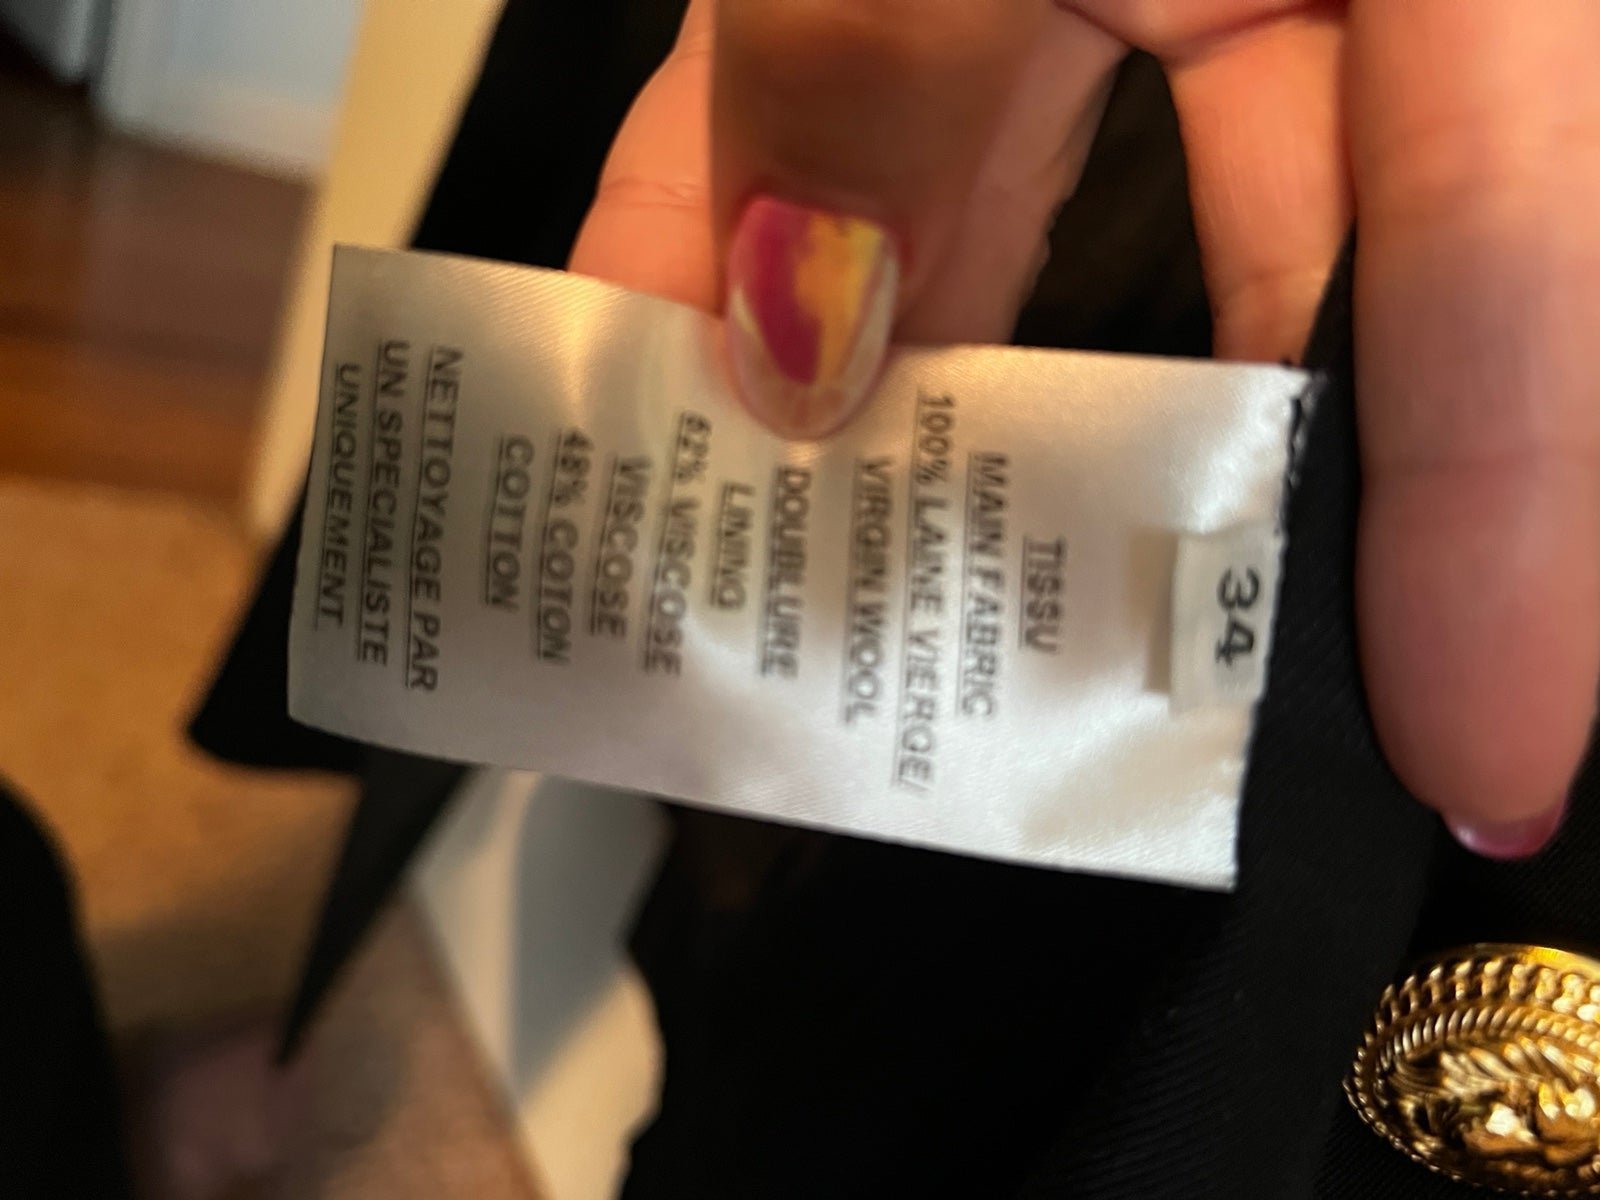 34
TISSU
MAIN FABRIC
100% LAINE VIERGE/
VIRGIN WOOL
DOUBLURE
LINING
52% VISCOSE
VISCOSE
48% COTON
COTTON
NETTOYAGE PAR
UN SPECIALISTE
UNIQUEMENT